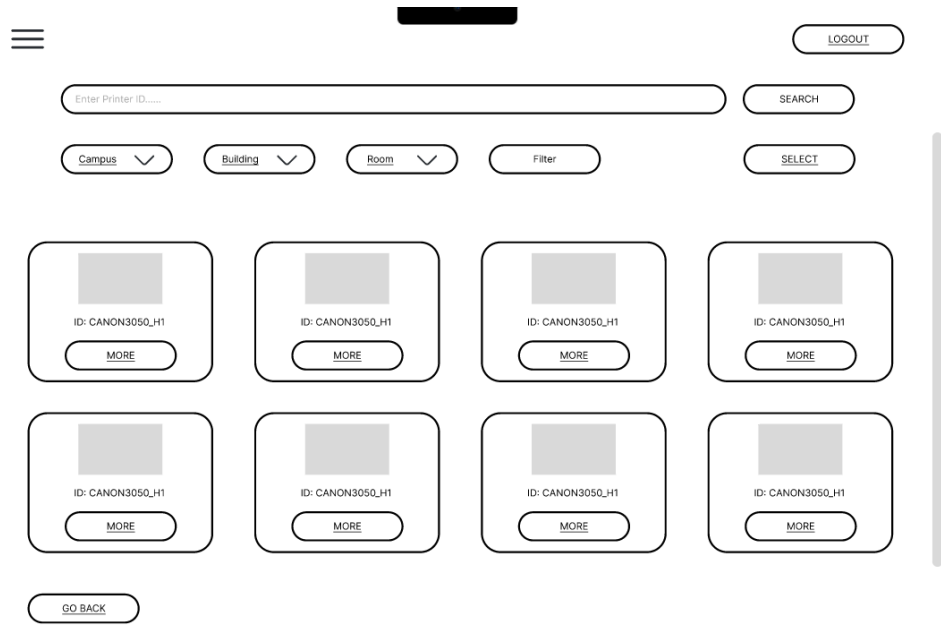 LOGOUT
Enter Printer ID......
SEARCH
Campus
Building
Room
Filter
SELECT
ID: CANON3050_H1
ID: CANON3050_H1
ID: CANON3050_H1
ID: CANON3050_H1
MORE
MORE
MORE
MORE
ID: CANON3050_H1
ID: CANON3050_H1
ID: CANON3050_H1
ID: CANON3050_H1
MORE
MORE
MORE
MORE
GO BACK